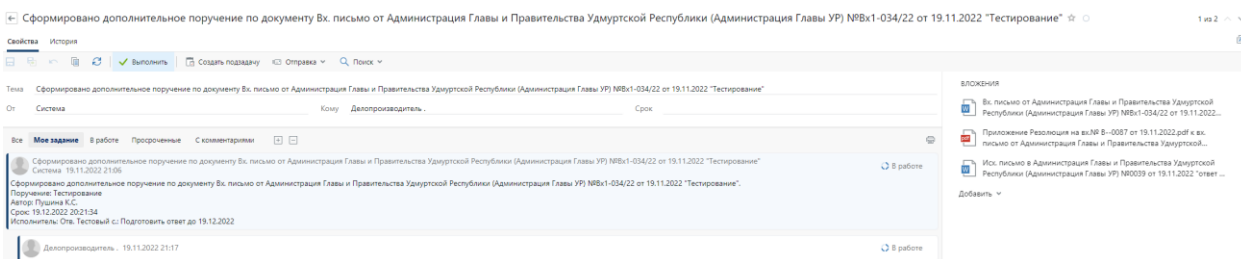 Сформировано дополнительное поручение по документу Вх. письмо от Администрация Главы и Правительства Удмуртской Республики (Администрация Главы УР) №Вх1-034/22 от 19.11.2022 "Тестирование"
1 из 2
Свойства История
Выполнить Создать подзадачу Отправка Поиск
Тема Сформировано дополнительное поручение по документу Вх. письмо от Администрация Главы и Правительства Удмуртской Республики (Администрация Главы УР) №Вх1-034/22 от 19.11.2022 "Тестирование"
От Система Кому Делопроизводитель . Срок
Все Мое задание В работе Просроченные С комментариями
Сформировано дополнительное поручение по документу Вх. письмо от Администрация Главы и Правительства Удмуртской Республики (Администрация Главы УР) №Вх1-034/22 от 19.11.2022 "Тестирование"
Система 19.11.2022 21:06
В работе
Сформировано дополнительное поручение по документу Вх. письмо от Администрация Главы и Правительства Удмуртской Республики (Администрация Главы УР) №Вх1-034/22 от 19.11.2022 "Тестирование".
Поручение: Тестирование
Автор: Пушина К.С.
Срок: 19.12.2022 20:21:34
Исполнитель: Отв. Тестовый с.: Подготовить ответ до 19.12.2022
Делопроизводитель . 19.11.2022 21:17
В работе
ВЛОЖЕНИЯ
Вх. письмо от Администрация Главы и Правительства Удмуртской
Республики (Администрация Главы УР) №Вх1-034/22 от 19.11.2022...
Приложение Резолюция на вх.№ В--0087 от 19.11.2022.pdf к вх.
письмо от Администрация Главы и Правительства Удмуртской...
Исх. письмо в Администрация Главы и Правительства Удмуртской
Республики (Администрация Главы УР) №0039 от 19.11.2022 "ответ ...
Добавить